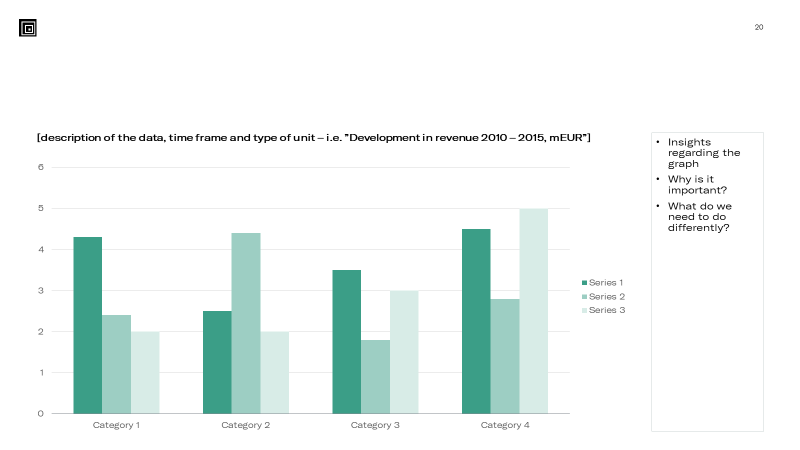 20
[description of the data, time frame and type of unit – i.e. ”Development in revenue 2010 – 2015, mEUR”]
6
5
4
3
2
1
0
Category 1
Category 2
Category 3
Category 4
Series 1
Series 2
Series 3
• Insights
regarding the
graph
• Why is it
important?
• What do we
need to do
differently?